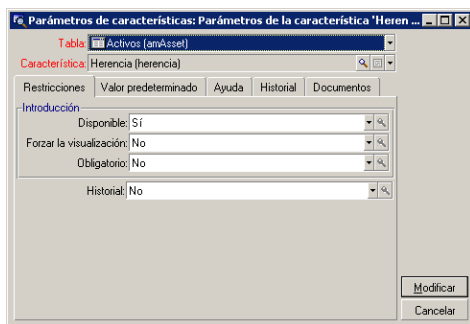 Parámetros de características: Parámetros de la característica 'Heren ...
Tabla: Activos (amAsset)
Característica: Herencia (herencia)
Restricciones Valor predeterminado Ayuda Historial Documentos
Introducción
Disponible: Sí
Forzar la visualización: No
Obligatorio: No
Historial: No
Modificar
Cancelar